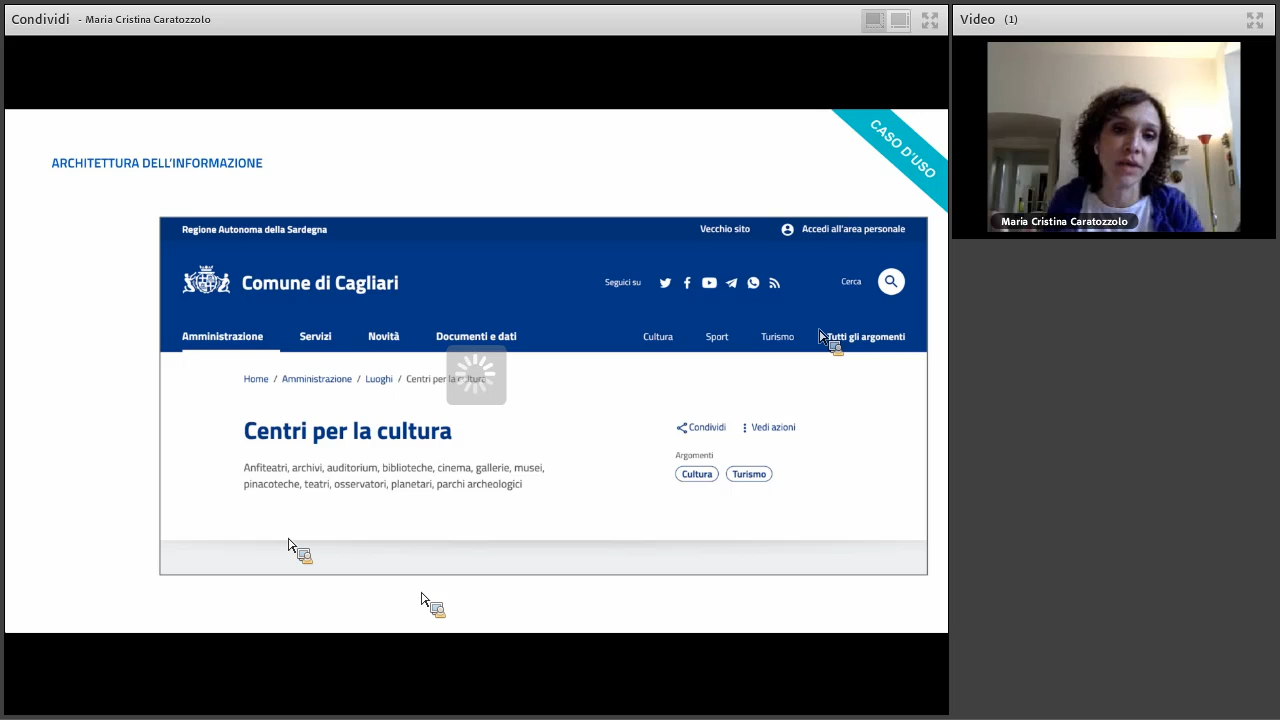 Condividi - Maria Cristina Caratozzolo
Video (1)
Maria Cristina Caratozzolo
CASO D'USO
ARCHITETTURA DELL'INFORMAZIONE
Regione Autonoma della Sardegna
Vecchio sito
Accedi all'area personale
Comune di Cagliari
Seguici su
Cerca
Amministrazione Servizi Novità Documenti e dati
Cultura Sport Turismo Tutti gli argomenti
Home / Amministrazione / Luoghi / Centri per la cultura
Centri per la cultura
Condividi
Vedi azioni
Argomenti
Cultura Turismo
Anfiteatri, archivi, auditorium, biblioteche, cinema, gallerie, musei,
pinacoteche, teatri, osservatori, planetari, parchi archeologici